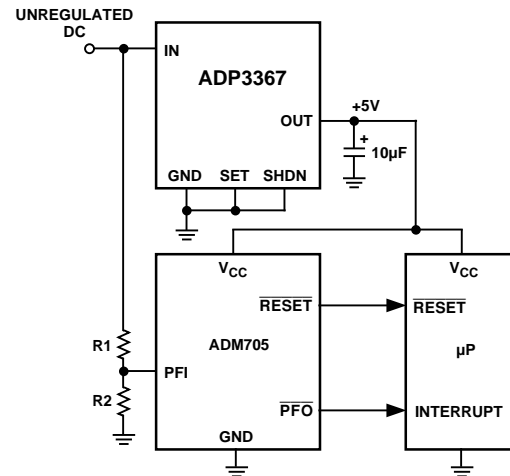 UNREGULATED
DC
IN
ADP3367
OUT
+5V
+
10µF
GND SET SHDN
VCC
VCC
RESET
RESET
R1
ADM705
µP
PFI
R2
PFO
INTERRUPT
GND